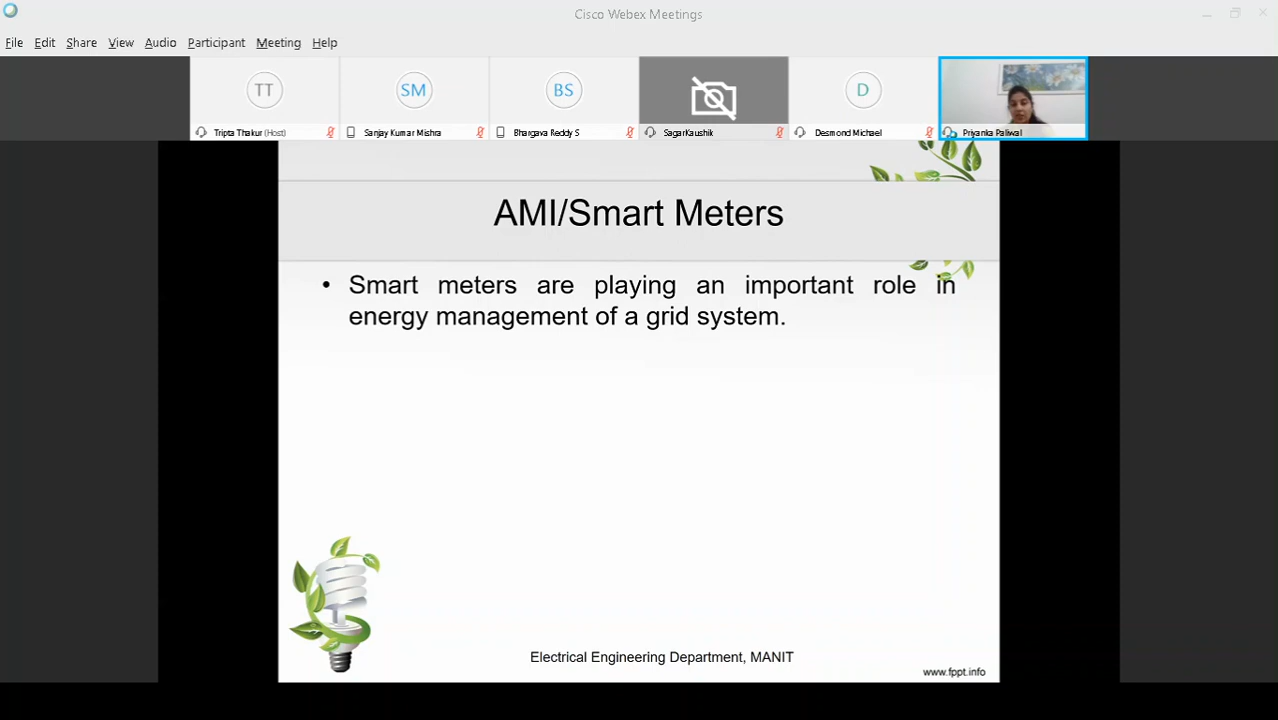 Cisco Webex Meetings
File Edit Share View Audio Participant Meeting Help
TT SM BS D
Tripta Thakur (Host) Sanjay Kumar Mishra Bhargava Reddy S SagarKaushik Desmond Michael Priyanka Paliwal
AMI/Smart Meters
• Smart meters are playing an important role in
energy management of a grid system.
Electrical Engineering Department, MANIT
www.fppt.info